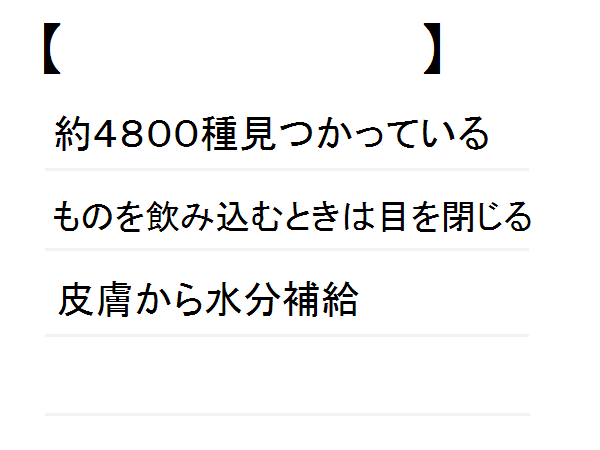 【　　　　　　　　　】
約4800種見つかっている
ものを飲み込むときは目を閉じる
皮膚から水分補給